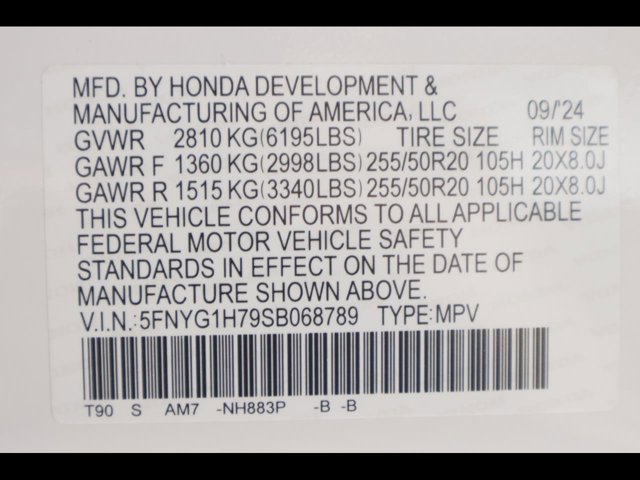 MFD. BY HONDA DEVELOPMENT &
MANUFACTURING OF AMERICA, LLC 09/'24
GVWR 2810 KG(6195LBS) TIRE SIZE RIM SIZE
GAWR F 1360 KG(2998LBS) 255/50R20 105H 20X8.0J
GAWR R 1515 KG(3340LBS) 255/50R20 105H 20X8.0J
THIS VEHICLE CONFORMS TO ALL APPLICABLE
FEDERAL MOTOR VEHICLE SAFETY
STANDARDS IN EFFECT ON THE DATE OF
MANUFACTURE SHOWN ABOVE.
V.I.N.:5FNYG1H79SB068789 TYPE:MPV
T90 S AM7 -NH883P -B -B